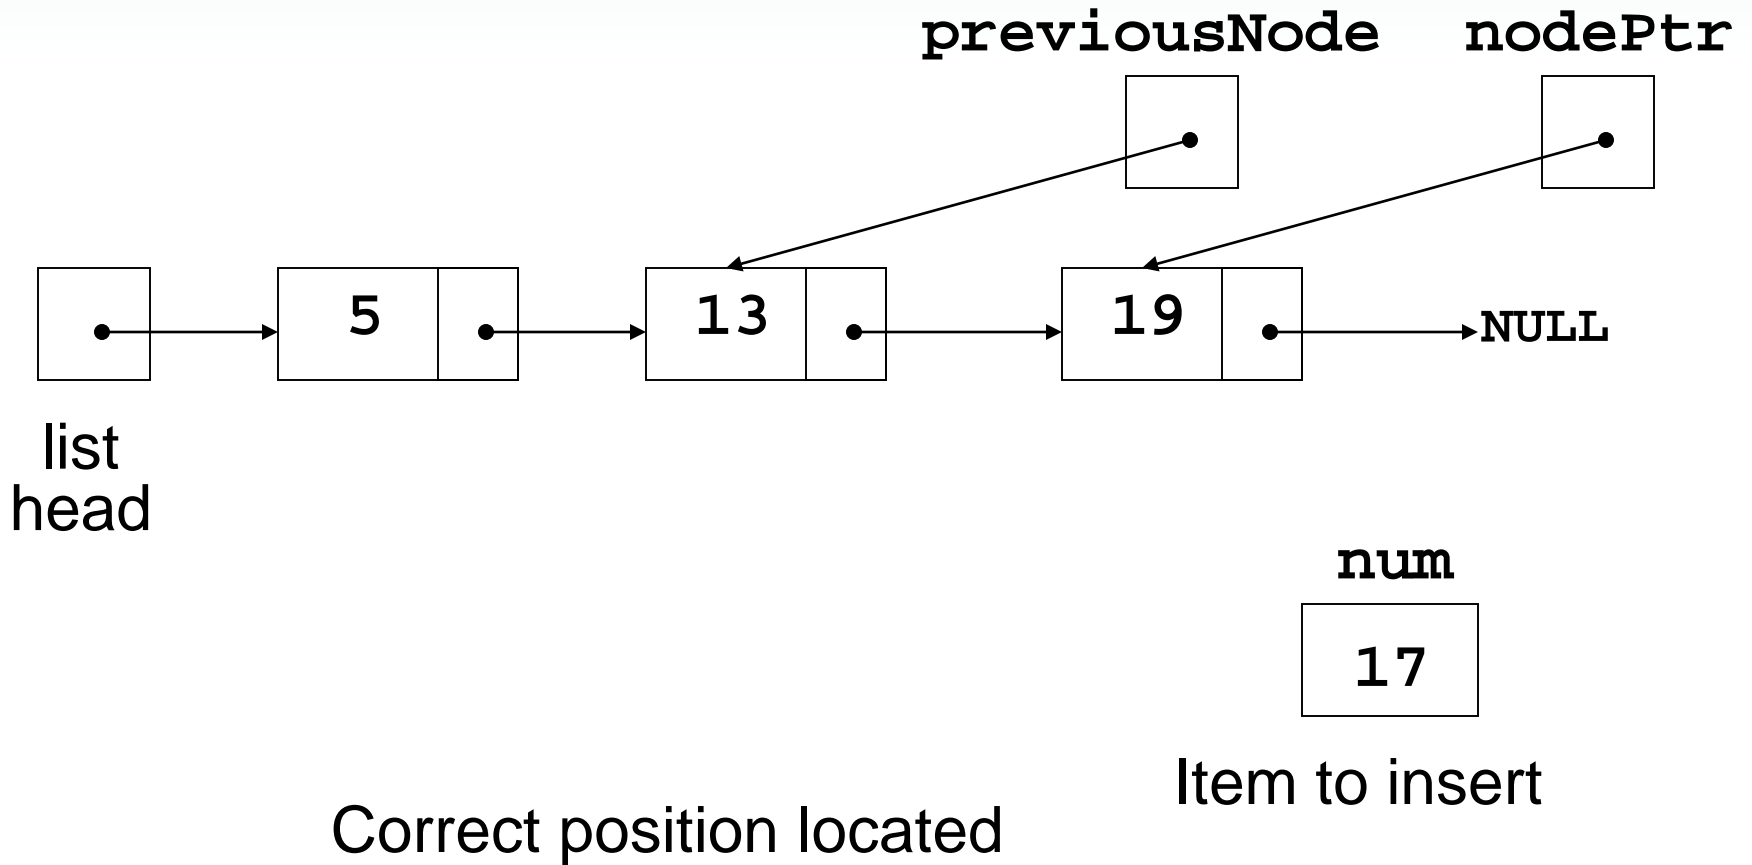 previousNode nodePtr
5 13 19 NULL
list
head
num
17
Item to insert
Correct position located